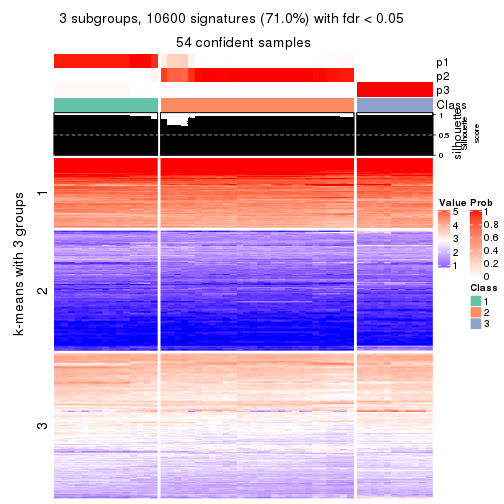 3 subgroups, 10600 signatures (71.0%) with fdr < 0.05
54 confident samples
p1
p2
p3
Class
1
0.5
0
silhouette
Silhouette
score
k-means with 3 groups
1
2
3
Value
5
4
3
2
1
Prob
1
0.8
0.6
0.4
0.2
0
Class
1
2
3